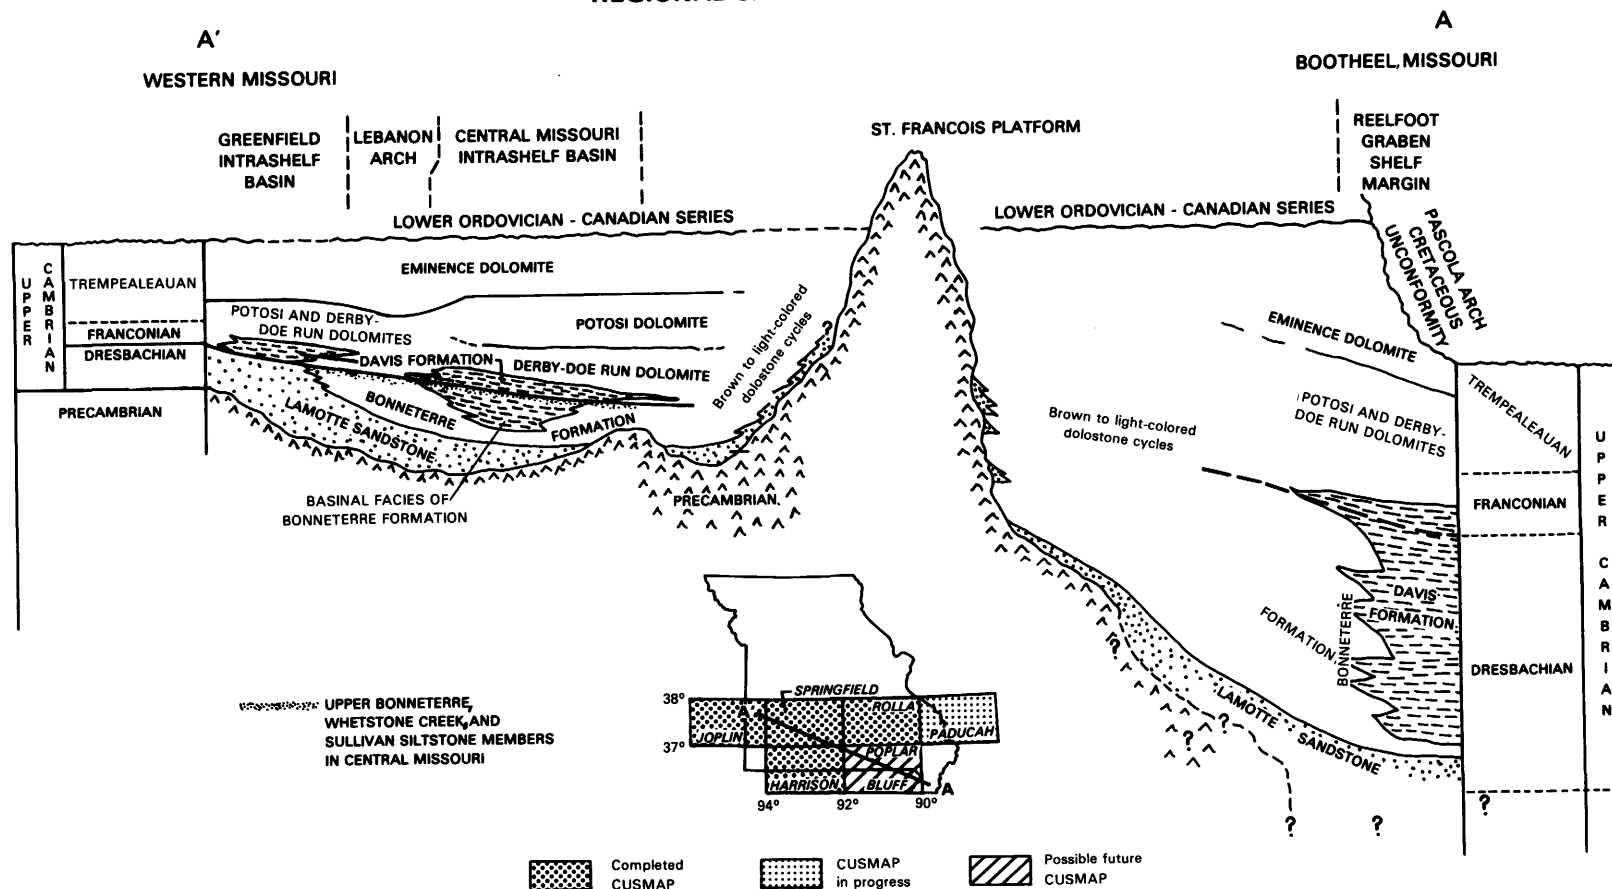 A'
WESTERN MISSOURI
A
BOOTHEEL, MISSOURI
GREENFIELD
INTRASHELF
BASIN
LEBANON
ARCH
CENTRAL MISSOURI
INTRASHELF BASIN
ST. FRANCOIS PLATFORM
REELFOOT
GRABEN
SHELF
MARGIN
LOWER ORDOVICIAN - CANADIAN SERIES
LOWER ORDOVICIAN - CANADIAN SERIES
PASCOLA ARCH
CRETACEOUS
UNCONFORMITY
UPPER
CAMBRIAN
TREMPEALEAUAN
FRANCONIAN
DRESBACHIAN
PRECAMBRIAN
EMINENCE DOLOMITE
POTOSI AND DERBY-
DOE RUN DOLOMITES
POTOSI DOLOMITE
DAVIS FORMATION
DERBY-DOE RUN DOLOMITE
BONNETERRE
FORMATION
LAMOTTE SANDSTONE
BASINAL FACIES OF
BONNETERRE FORMATION
Brown to light-colored
dolostone cycles
?
PRECAMBRIAN
EMINENCE DOLOMITE
POTOSI AND DERBY-
DOE RUN DOLOMITES
Brown to light-colored
dolostone cycles
TREMPEALEAUAN
FRANCONIAN
DRESBACHIAN
UPPER CAMBRIAN
DAVIS
FORMATION
BONNETERRE
FORMATION
LAMOTTE
SANDSTONE
?
?
?
?
?
?
UPPER BONNETERRE,
WHETSTONE CREEK, AND
SULLIVAN SILTSTONE MEMBERS
IN CENTRAL MISSOURI
38°
37°
SPRINGFIELD
ROLLA
A'
JOPLIN
PADUCAH
POPLAR
BLUFF
HARRISON
A
94°
92°
90°
Completed
CUSMAP
CUSMAP
in progress
Possible future
CUSMAP